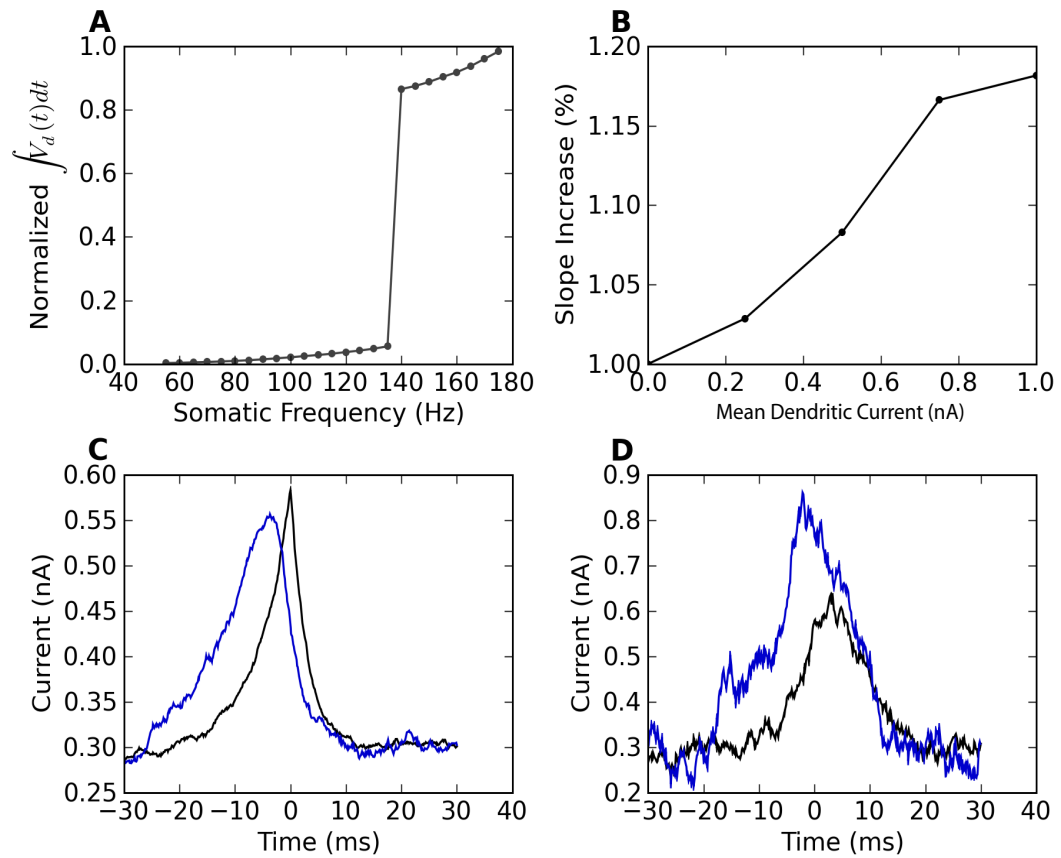 A
1.0
0.8
0.6
0.4
0.2
0.0
Normalized ∫V_d(t)dt
40 60 80 100 120 140 160 180
Somatic Frequency (Hz)
B
1.20
1.15
1.10
1.05
1.00
Slope Increase (%)
0.0 0.2 0.4 0.6 0.8 1.0
Mean Dendritic Current (nA)
C
0.60
0.55
0.50
0.45
0.40
0.35
0.30
0.25
Current (nA)
−30 −20 −10 0 10 20 30 40
Time (ms)
D
0.9
0.8
0.7
0.6
0.5
0.4
0.3
0.2
Current (nA)
−30 −20 −10 0 10 20 30 40
Time (ms)